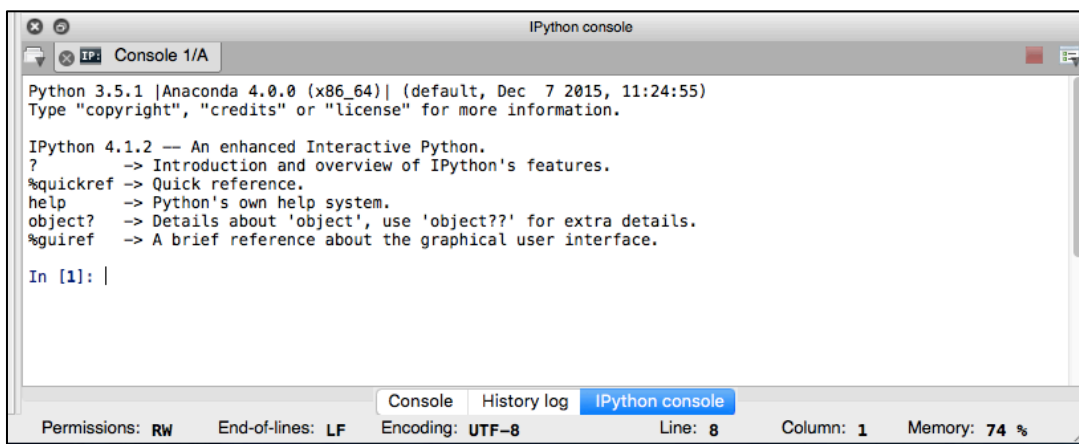 IPython console
IP: Console 1/A
Python 3.5.1 |Anaconda 4.0.0 (x86_64)| (default, Dec  7 2015, 11:24:55)
Type "copyright", "credits" or "license" for more information.
IPython 4.1.2 -- An enhanced Interactive Python.
?         -> Introduction and overview of IPython's features.
%quickref -> Quick reference.
help      -> Python's own help system.
object?   -> Details about 'object', use 'object??' for extra details.
%guiref   -> A brief reference about the graphical user interface.
In [1]:
Console History log IPython console
Permissions: RW End-of-lines: LF Encoding: UTF-8 Line: 8 Column: 1 Memory: 74 %